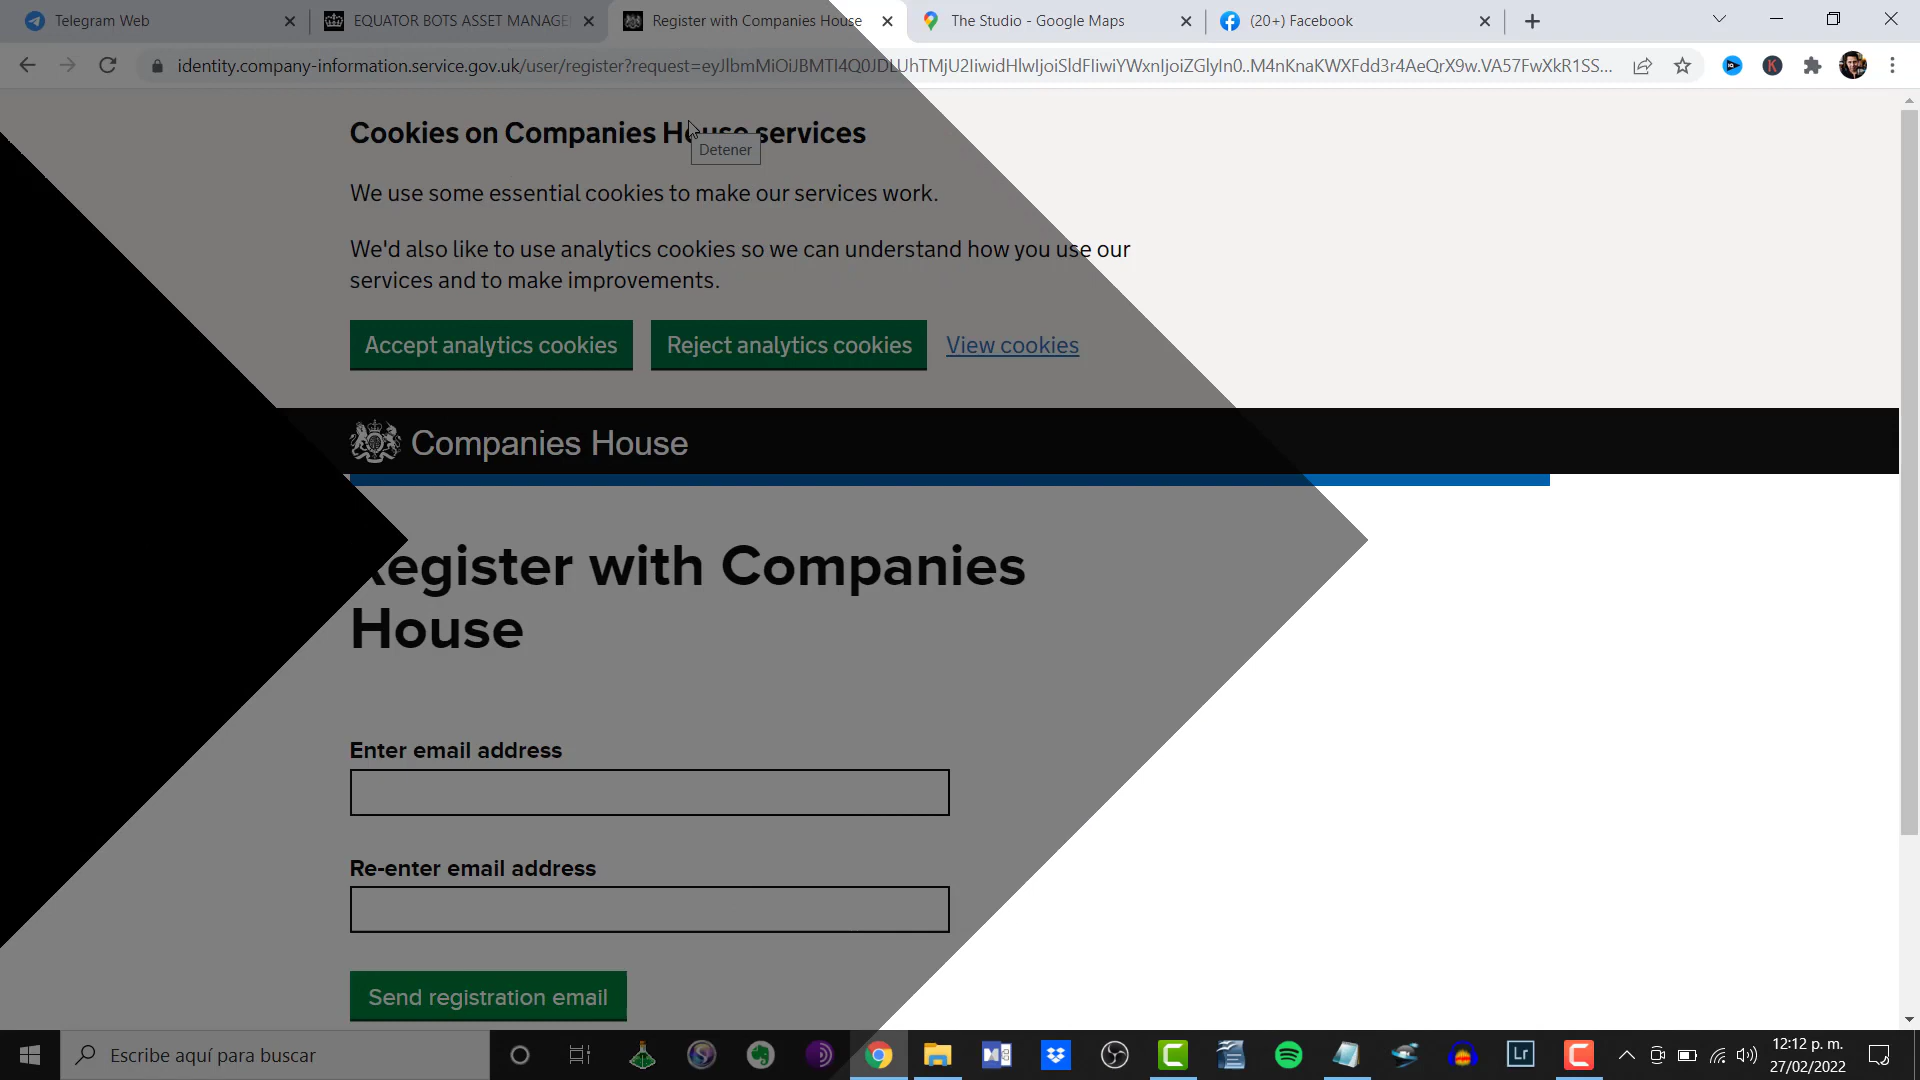 Telegram Web
EQUATOR BOTS ASSET MANAGE
Register with Companies House
The Studio - Google Maps
(20+) Facebook
identity.company-information.service.gov.uk/user/register?request=
Cookies on Companies House services
Detener
We use some essential cookies to make our services work.
We'd also like to use analytics cookies so we can understand how you use our
services and to make improvements.
Accept analytics cookies
Reject analytics cookies
View cookies
Companies House
Register with Companies
House
Enter email address
Re-enter email address
Send registration email
Escribe aquí para buscar
Lr
12:12 p. m.
27/02/2022